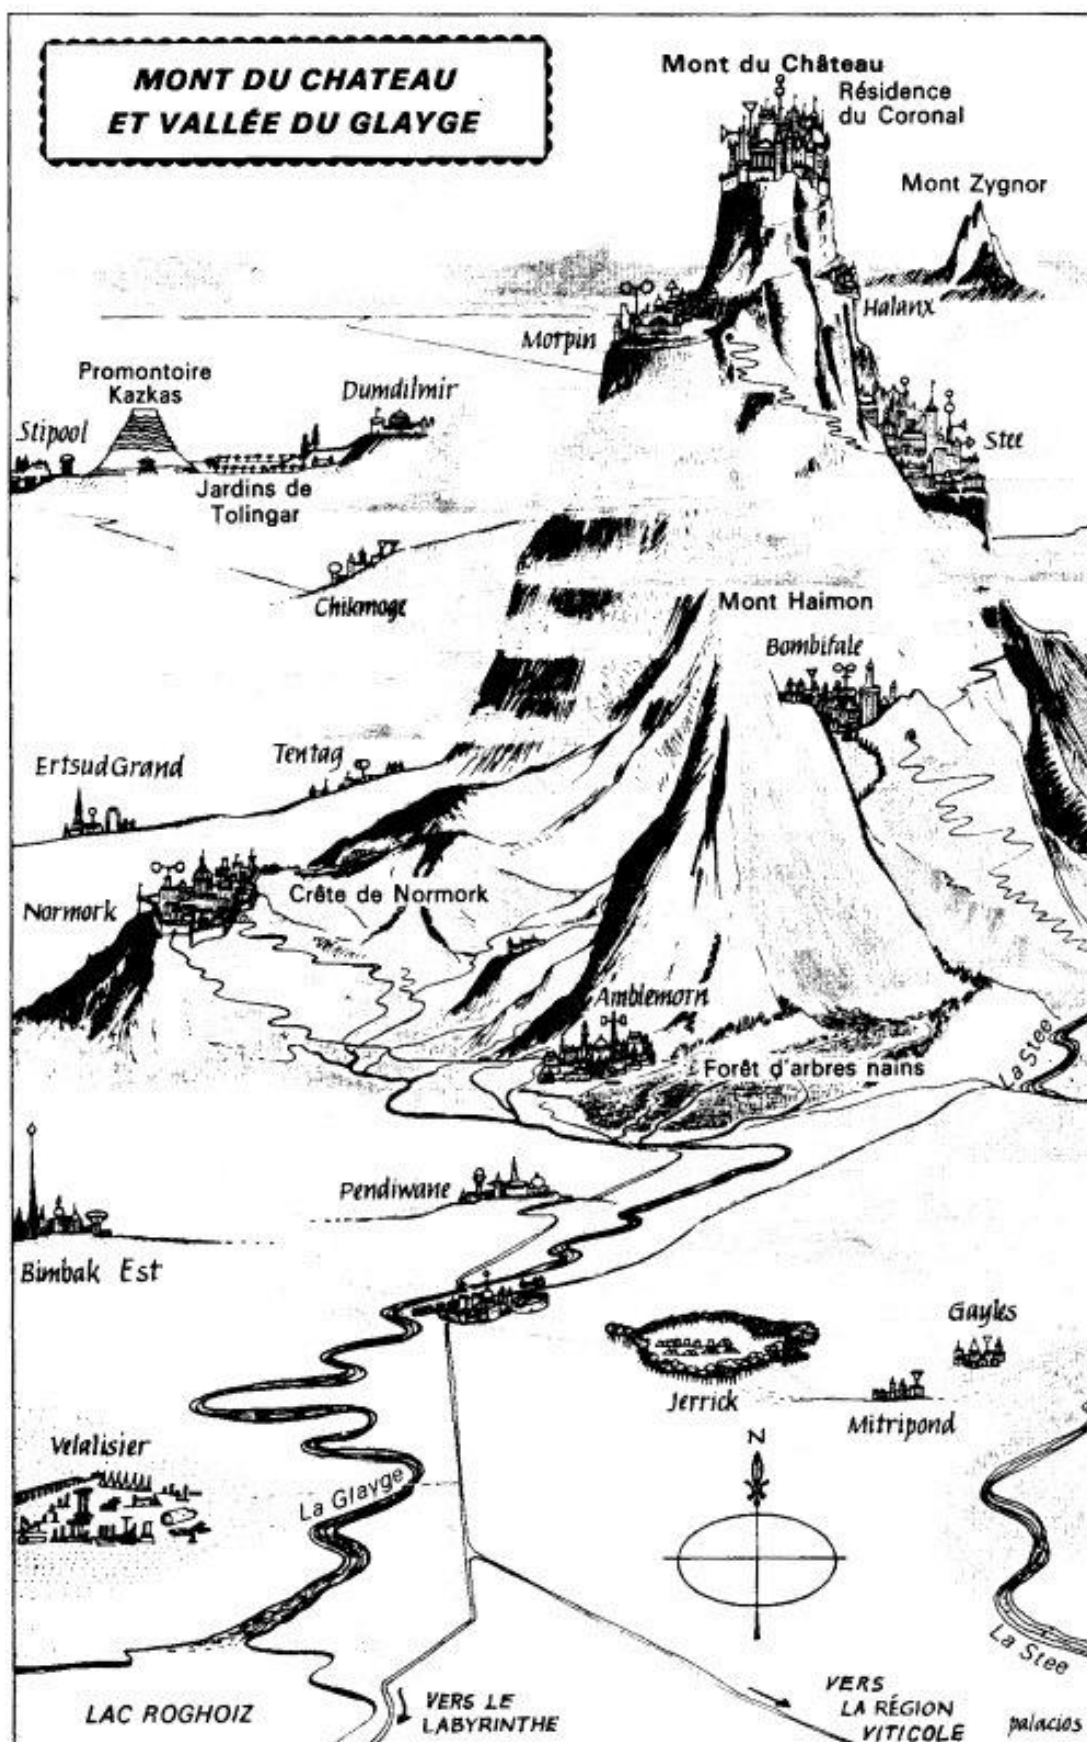 MONT DU CHATEAU
ET VALLÉE DU GLAYGE
Mont du Château
Résidence
du Coronal
Mont Zygnor
Halanx
Morpin
Promontoire
Kazkas
Dumdilmir
Stipool
Stee
Jardins de
Tolingar
Chikmoge
Mont Haimon
Bombifale
Tentag
Ertsud Grand
Crête de Normork
Normork
Amblemorn
La Stee
Forêt d'arbres nains
Pendiwane
Bimbak Est
Gayles
Jerrick
Mitripond
Velalisier
N
La Glayge
La Stee
LAC ROGHOIZ
VERS LE
LABYRINTHE
VERS
LA RÉGION
VITICOLE
palacios